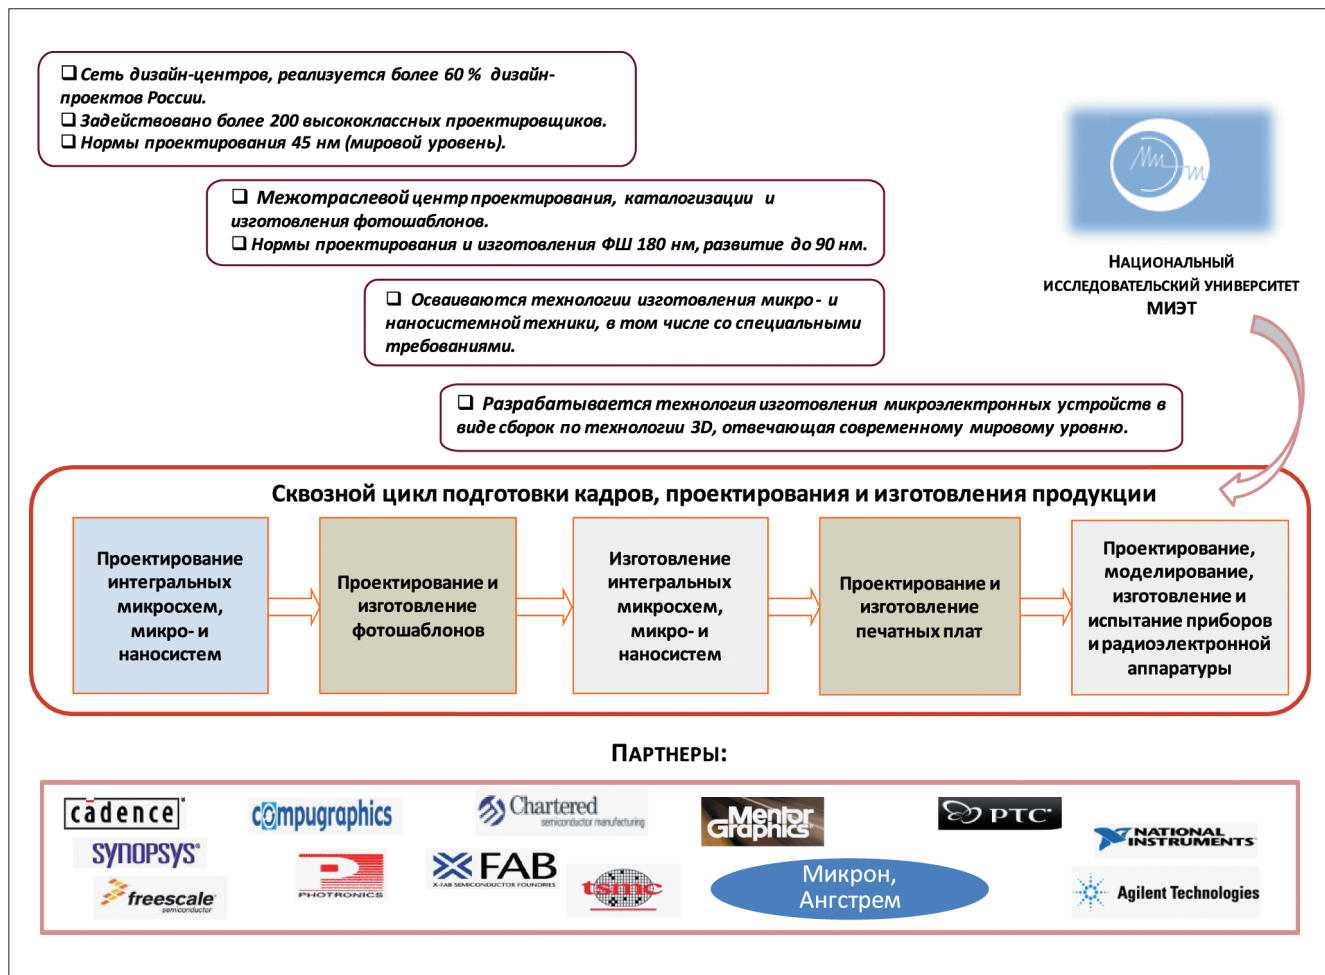 ❑ Сеть дизайн-центров, реализуется более 60 % дизайн-
проектов России.
❑ Задействовано более 200 высококлассных проектировщиков.
❑ Нормы проектирования 45 нм (мировой уровень).
❑ Межотраслевой центр проектирования, каталогизации и
изготовления фотошаблонов.
❑ Нормы проектирования и изготовления ФШ 180 нм, развитие до 90 нм.
❑ Осваиваются технологии изготовления микро- и
наносистемной техники, в том числе со специальными
требованиями.
❑ Разрабатывается технология изготовления микроэлектронных устройств в
виде сборок по технологии 3D, отвечающая современному мировому уровню.
Национальный
исследовательский университет
МИЭТ
Сквозной цикл подготовки кадров, проектирования и изготовления продукции
Проектирование
интегральных
микросхем,
микро- и
наносистем
Проектирование и
изготовление
фотошаблонов
Изготовление
интегральных
микросхем,
микро- и
наносистем
Проектирование и
изготовление
печатных плат
Проектирование,
моделирование,
изготовление и
испытание приборов
и радиоэлектронной
аппаратуры
Партнеры:
cādence®
compugraphics
Chartered
semiconductor manufacturing
Mentor
Graphics®
PTC®
NATIONAL
INSTRUMENTS™
SYNOPSYS®
PHOTRONICS
X-FAB
X-FAB SEMICONDUCTOR FOUNDRIES
tsmc
Микрон,
Ангстрем
freescale™
semiconductor
Agilent Technologies